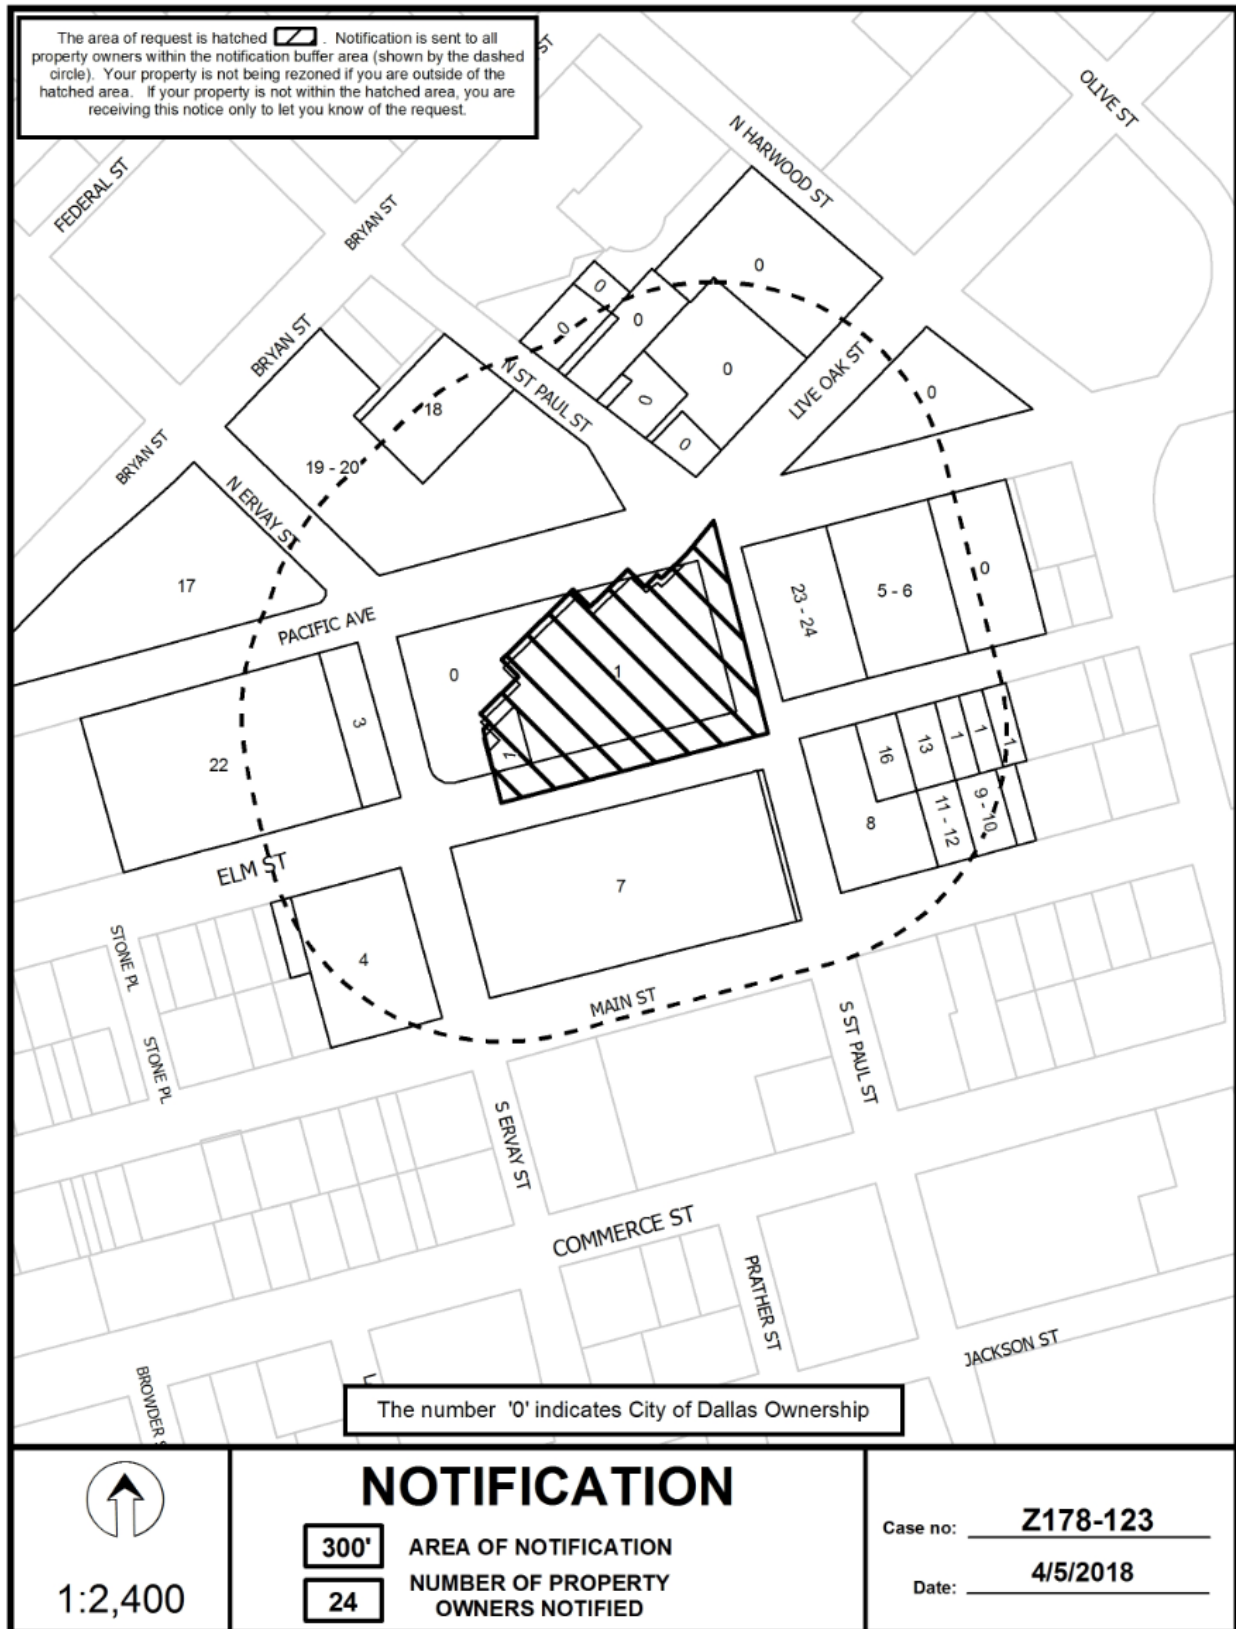 The area of request is hatched . Notification is sent to all
property owners within the notification buffer area (shown by the dashed
circle). Your property is not being rezoned if you are outside of the
hatched area. If your property is not within the hatched area, you are
receiving this notice only to let you know of the request.
ST
OLIVE ST
N HARWOOD ST
FEDERAL ST
BRYAN ST
0
0
0
0
BRYAN ST
N ST PAUL ST
LIVE OAK ST
0
0
18
0
0
BRYAN ST
19 - 20
N ERVAY ST
17
23 - 24
5 - 6
0
PACIFIC AVE
0
1
3
22
16
13
1
1
1
8
11 - 12
9 - 10
ELM ST
7
4
STONE PL
MAIN ST
S ST PAUL ST
STONE PL
S ERVAY ST
COMMERCE ST
PRATHER ST
JACKSON ST
BROWDER
The number '0' indicates City of Dallas Ownership
1:2,400
NOTIFICATION
300' AREA OF NOTIFICATION
24 NUMBER OF PROPERTY
OWNERS NOTIFIED
Case no: Z178-123
Date: 4/5/2018